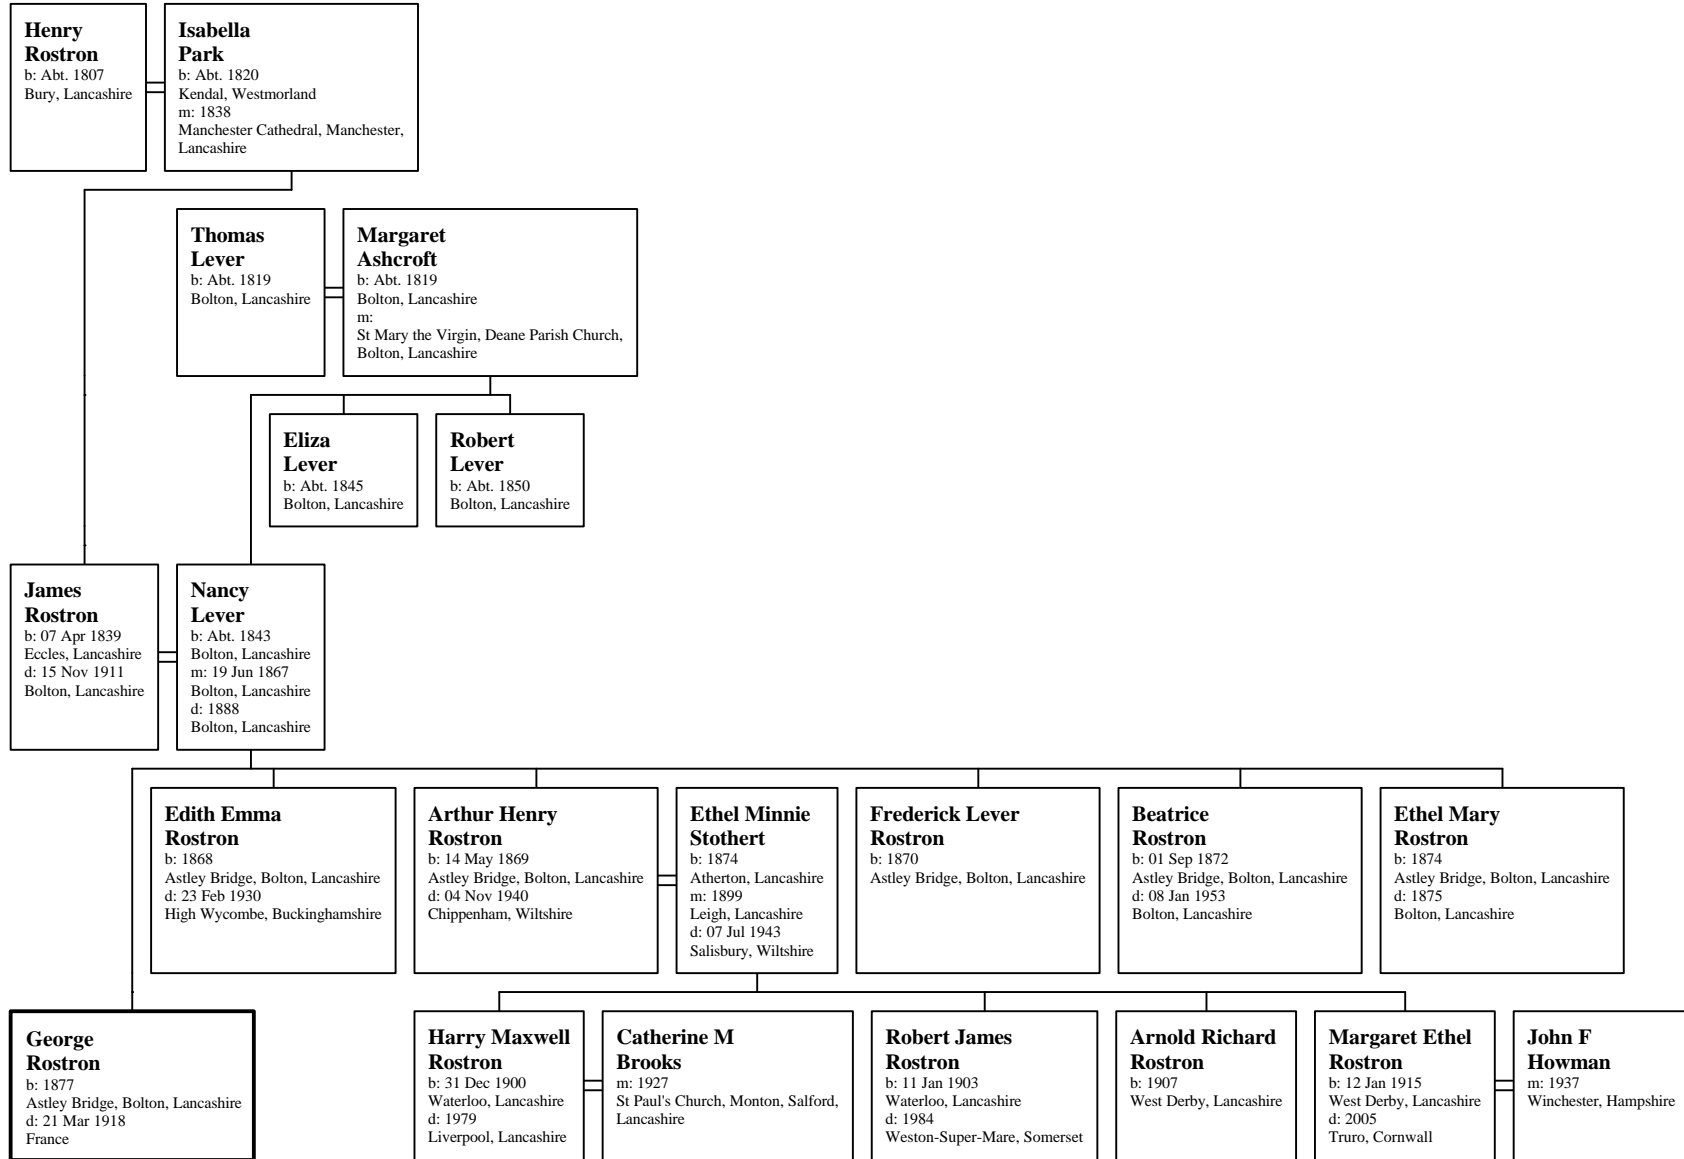 Henry
Rostron
b: Abt. 1807
Bury, Lancashire
Isabella
Park
b: Abt. 1820
Kendal, Westmorland
m: 1838
Manchester Cathedral, Manchester,
Lancashire
Thomas
Lever
b: Abt. 1819
Bolton, Lancashire
Margaret
Ashcroft
b: Abt. 1819
Bolton, Lancashire
m:
St Mary the Virgin, Deane Parish Church,
Bolton, Lancashire
Eliza
Lever
b: Abt. 1845
Bolton, Lancashire
Robert
Lever
b: Abt. 1850
Bolton, Lancashire
James
Rostron
b: 07 Apr 1839
Eccles, Lancashire
d: 15 Nov 1911
Bolton, Lancashire
Nancy
Lever
b: Abt. 1843
Bolton, Lancashire
m: 19 Jun 1867
Bolton, Lancashire
d: 1888
Bolton, Lancashire
Edith Emma
Rostron
b: 1868
Astley Bridge, Bolton, Lancashire
d: 23 Feb 1930
High Wycombe, Buckinghamshire
Arthur Henry
Rostron
b: 14 May 1869
Astley Bridge, Bolton, Lancashire
d: 04 Nov 1940
Chippenham, Wiltshire
Ethel Minnie
Stothert
b: 1874
Atherton, Lancashire
m: 1899
Leigh, Lancashire
d: 07 Jul 1943
Salisbury, Wiltshire
Frederick Lever
Rostron
b: 1870
Astley Bridge, Bolton, Lancashire
Beatrice
Rostron
b: 01 Sep 1872
Astley Bridge, Bolton, Lancashire
d: 08 Jan 1953
Bolton, Lancashire
Ethel Mary
Rostron
b: 1874
Astley Bridge, Bolton, Lancashire
d: 1875
Bolton, Lancashire
George
Rostron
b: 1877
Astley Bridge, Bolton, Lancashire
d: 21 Mar 1918
France
Harry Maxwell
Rostron
b: 31 Dec 1900
Waterloo, Lancashire
d: 1979
Liverpool, Lancashire
Catherine M
Brooks
m: 1927
St Paul's Church, Monton, Salford,
Lancashire
Robert James
Rostron
b: 11 Jan 1903
Waterloo, Lancashire
d: 1984
Weston-Super-Mare, Somerset
Arnold Richard
Rostron
b: 1907
West Derby, Lancashire
Margaret Ethel
Rostron
b: 12 Jan 1915
West Derby, Lancashire
d: 2005
Truro, Cornwall
John F
Howman
m: 1937
Winchester, Hampshire